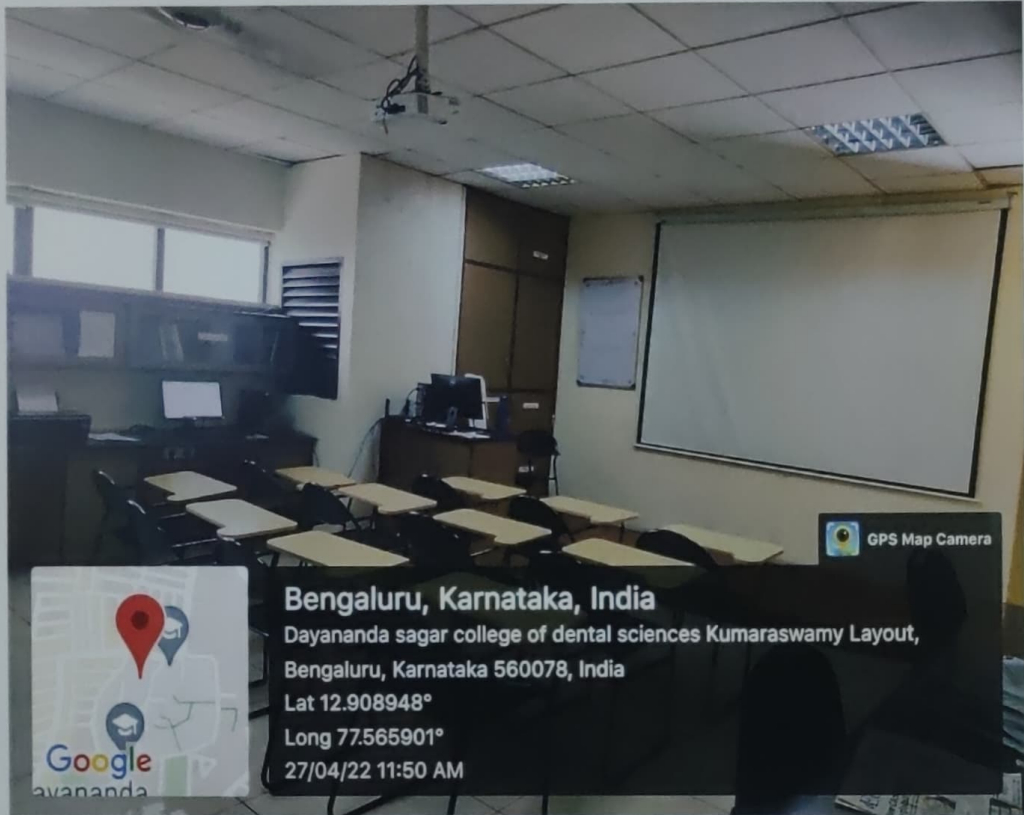 GPS Map Camera
Bengaluru, Karnataka, India
Dayananda sagar college of dental sciences Kumaraswamy Layout,
Bengaluru, Karnataka 560078, India
Lat 12.908948°
Long 77.565901°
27/04/22 11:50 AM
Google
ayananda